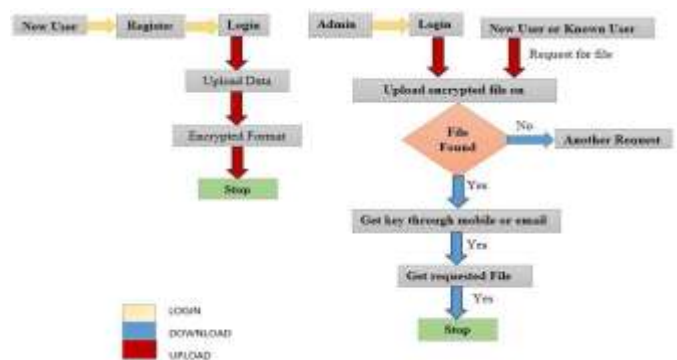 New User
Register
Login
Upload Data
Encrypted Format
Stop
Admin
Login
New User or Known User
Request for file
Upload encrypted file on
File
Found
No
Another Request
Yes
Get key through mobile or email
Yes
Get requested File
Yes
Stop
LOGIN
DOWNLOAD
UPLOAD